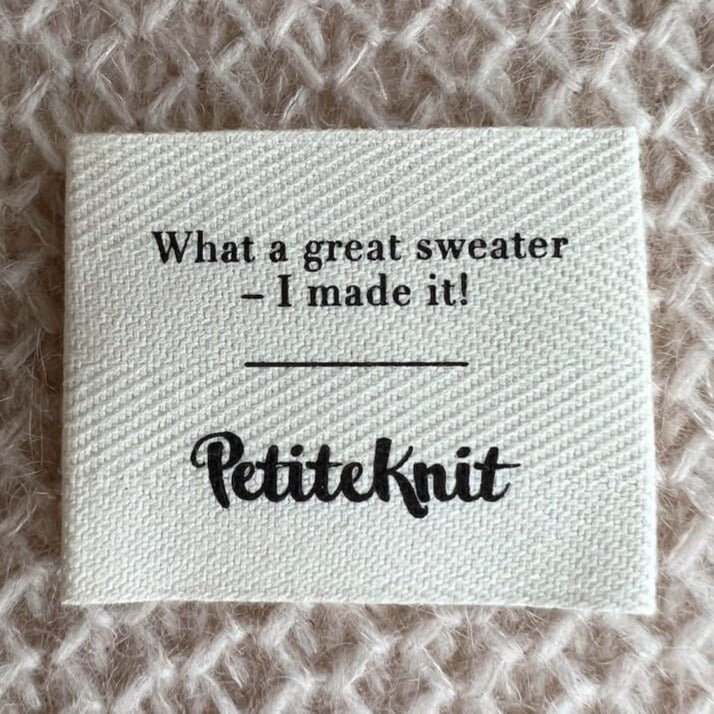 What a great sweater
– I made it!
PetiteKnit